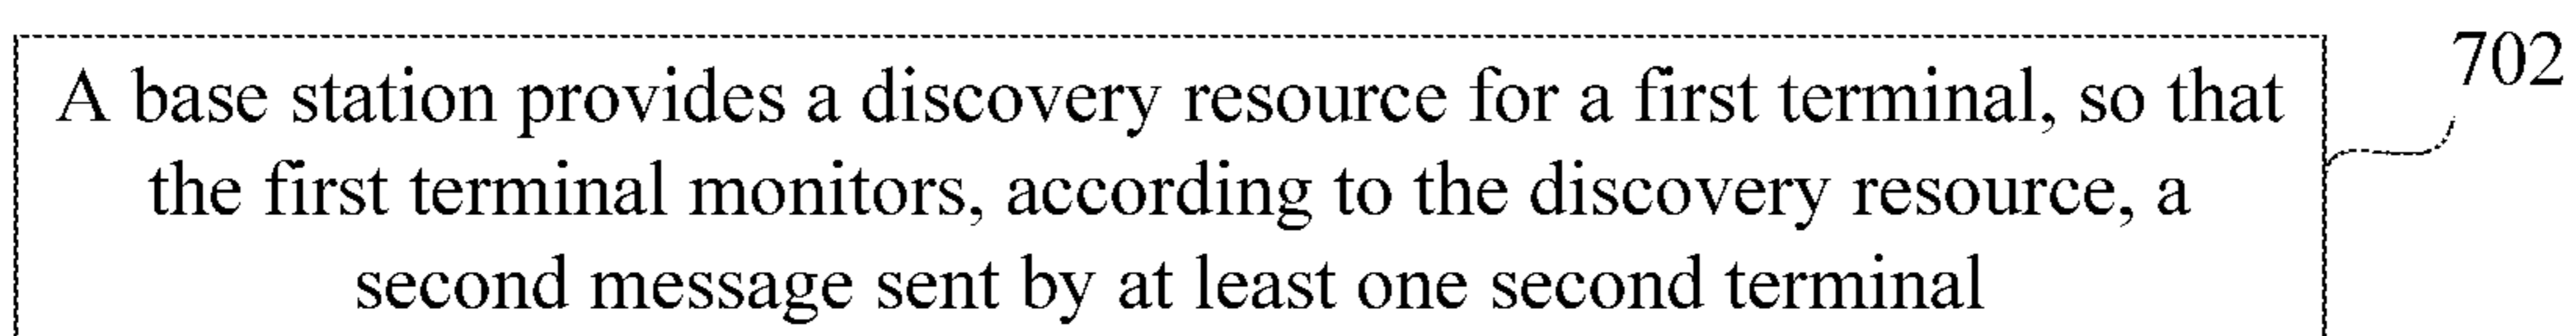 702
A base station provides a discovery resource for a first terminal, so that
the first terminal monitors, according to the discovery resource, a
second message sent by at least one second terminal